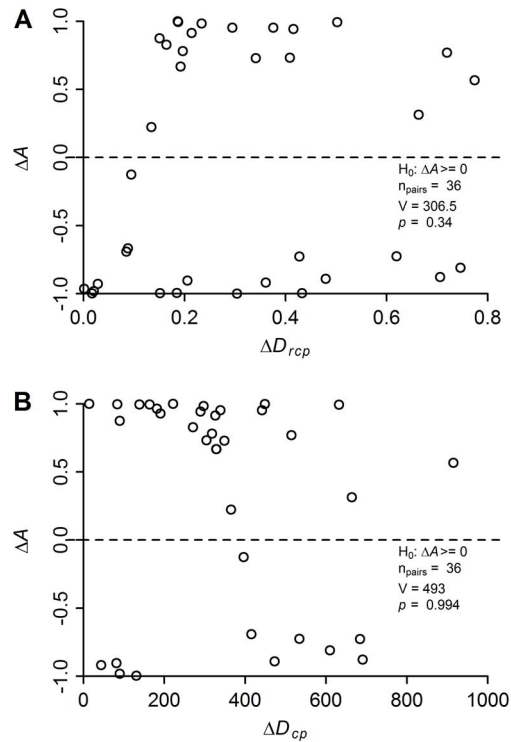 A
1.0
0.5
0.0
-0.5
-1.0
ΔA
H0: ΔA>= 0
npairs = 36
V = 306.5
p = 0.34
0.0 0.2 0.4 0.6 0.8
ΔDrcp
B
1.0
0.5
0.0
-0.5
-1.0
ΔA
H0: ΔA>= 0
npairs = 36
V = 493
p = 0.994
0 200 400 600 800 1000
ΔDcp